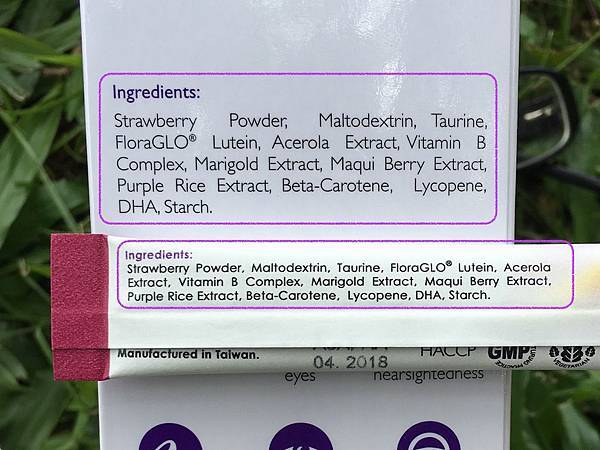 Ingredients:
Strawberry Powder, Maltodextrin, Taurine,
FloraGLO® Lutein, Acerola Extract, Vitamin B
Complex, Marigold Extract, Maqui Berry Extract,
Purple Rice Extract, Beta-Carotene, Lycopene,
DHA, Starch.
Ingredients:
Strawberry Powder, Maltodextrin, Taurine, FloraGLO® Lutein, Acerola
Extract, Vitamin B Complex, Marigold Extract, Maqui Berry Extract,
Purple Rice Extract, Beta-Carotene, Lycopene, DHA, Starch.
Manufactured in Taiwan.
04. 2018
HACCP
GMP
VEGETARIAN
eyes nearsightedness